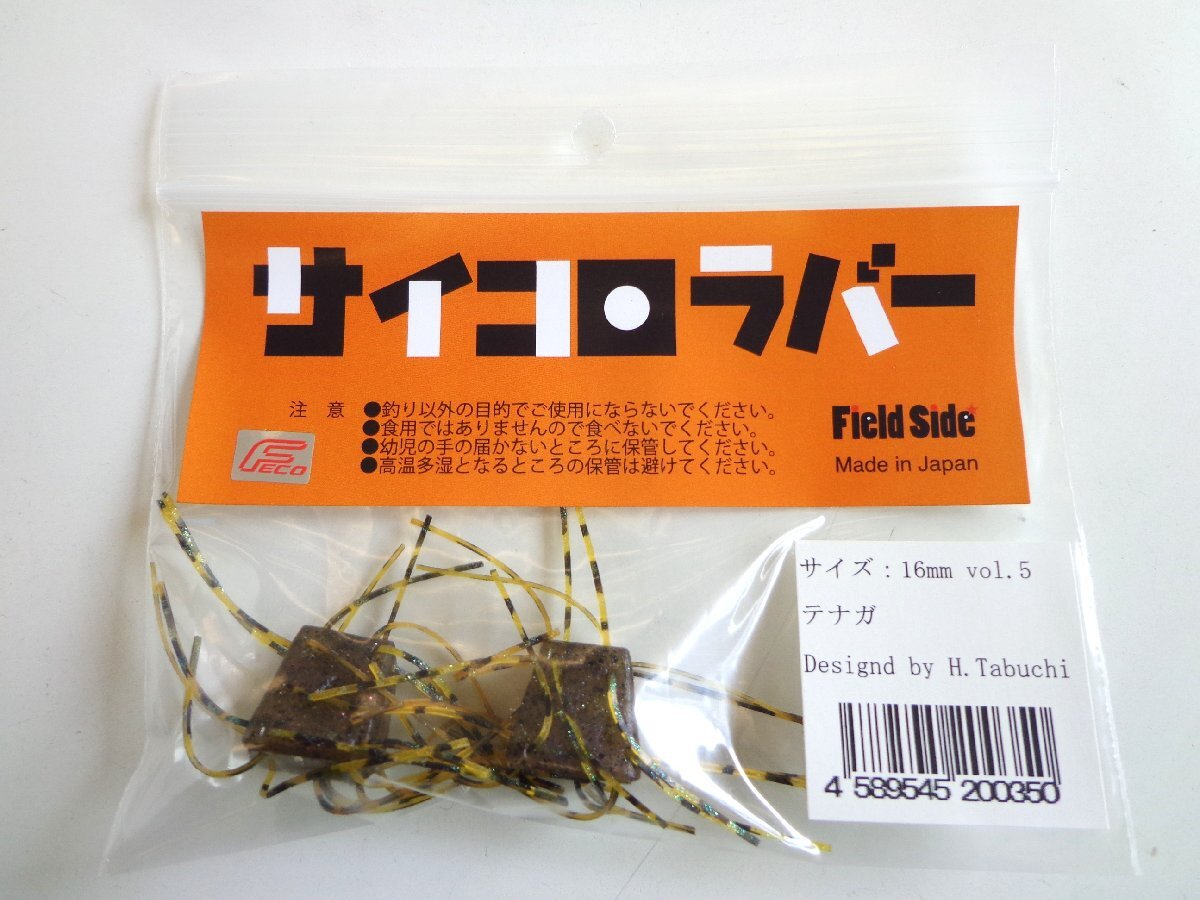 サイコロラバー
注 意 ●釣り以外の目的でご使用にならないでください。
●食用ではありませんので食べないでください。
●幼児の手の届かないところに保管してください。
●高温多湿となるところの保管は避けてください。
FECO
Field Side
Made in Japan
サイズ：16mm vol.5
テナガ
Designd by H.Tabuchi
4 589545 200350